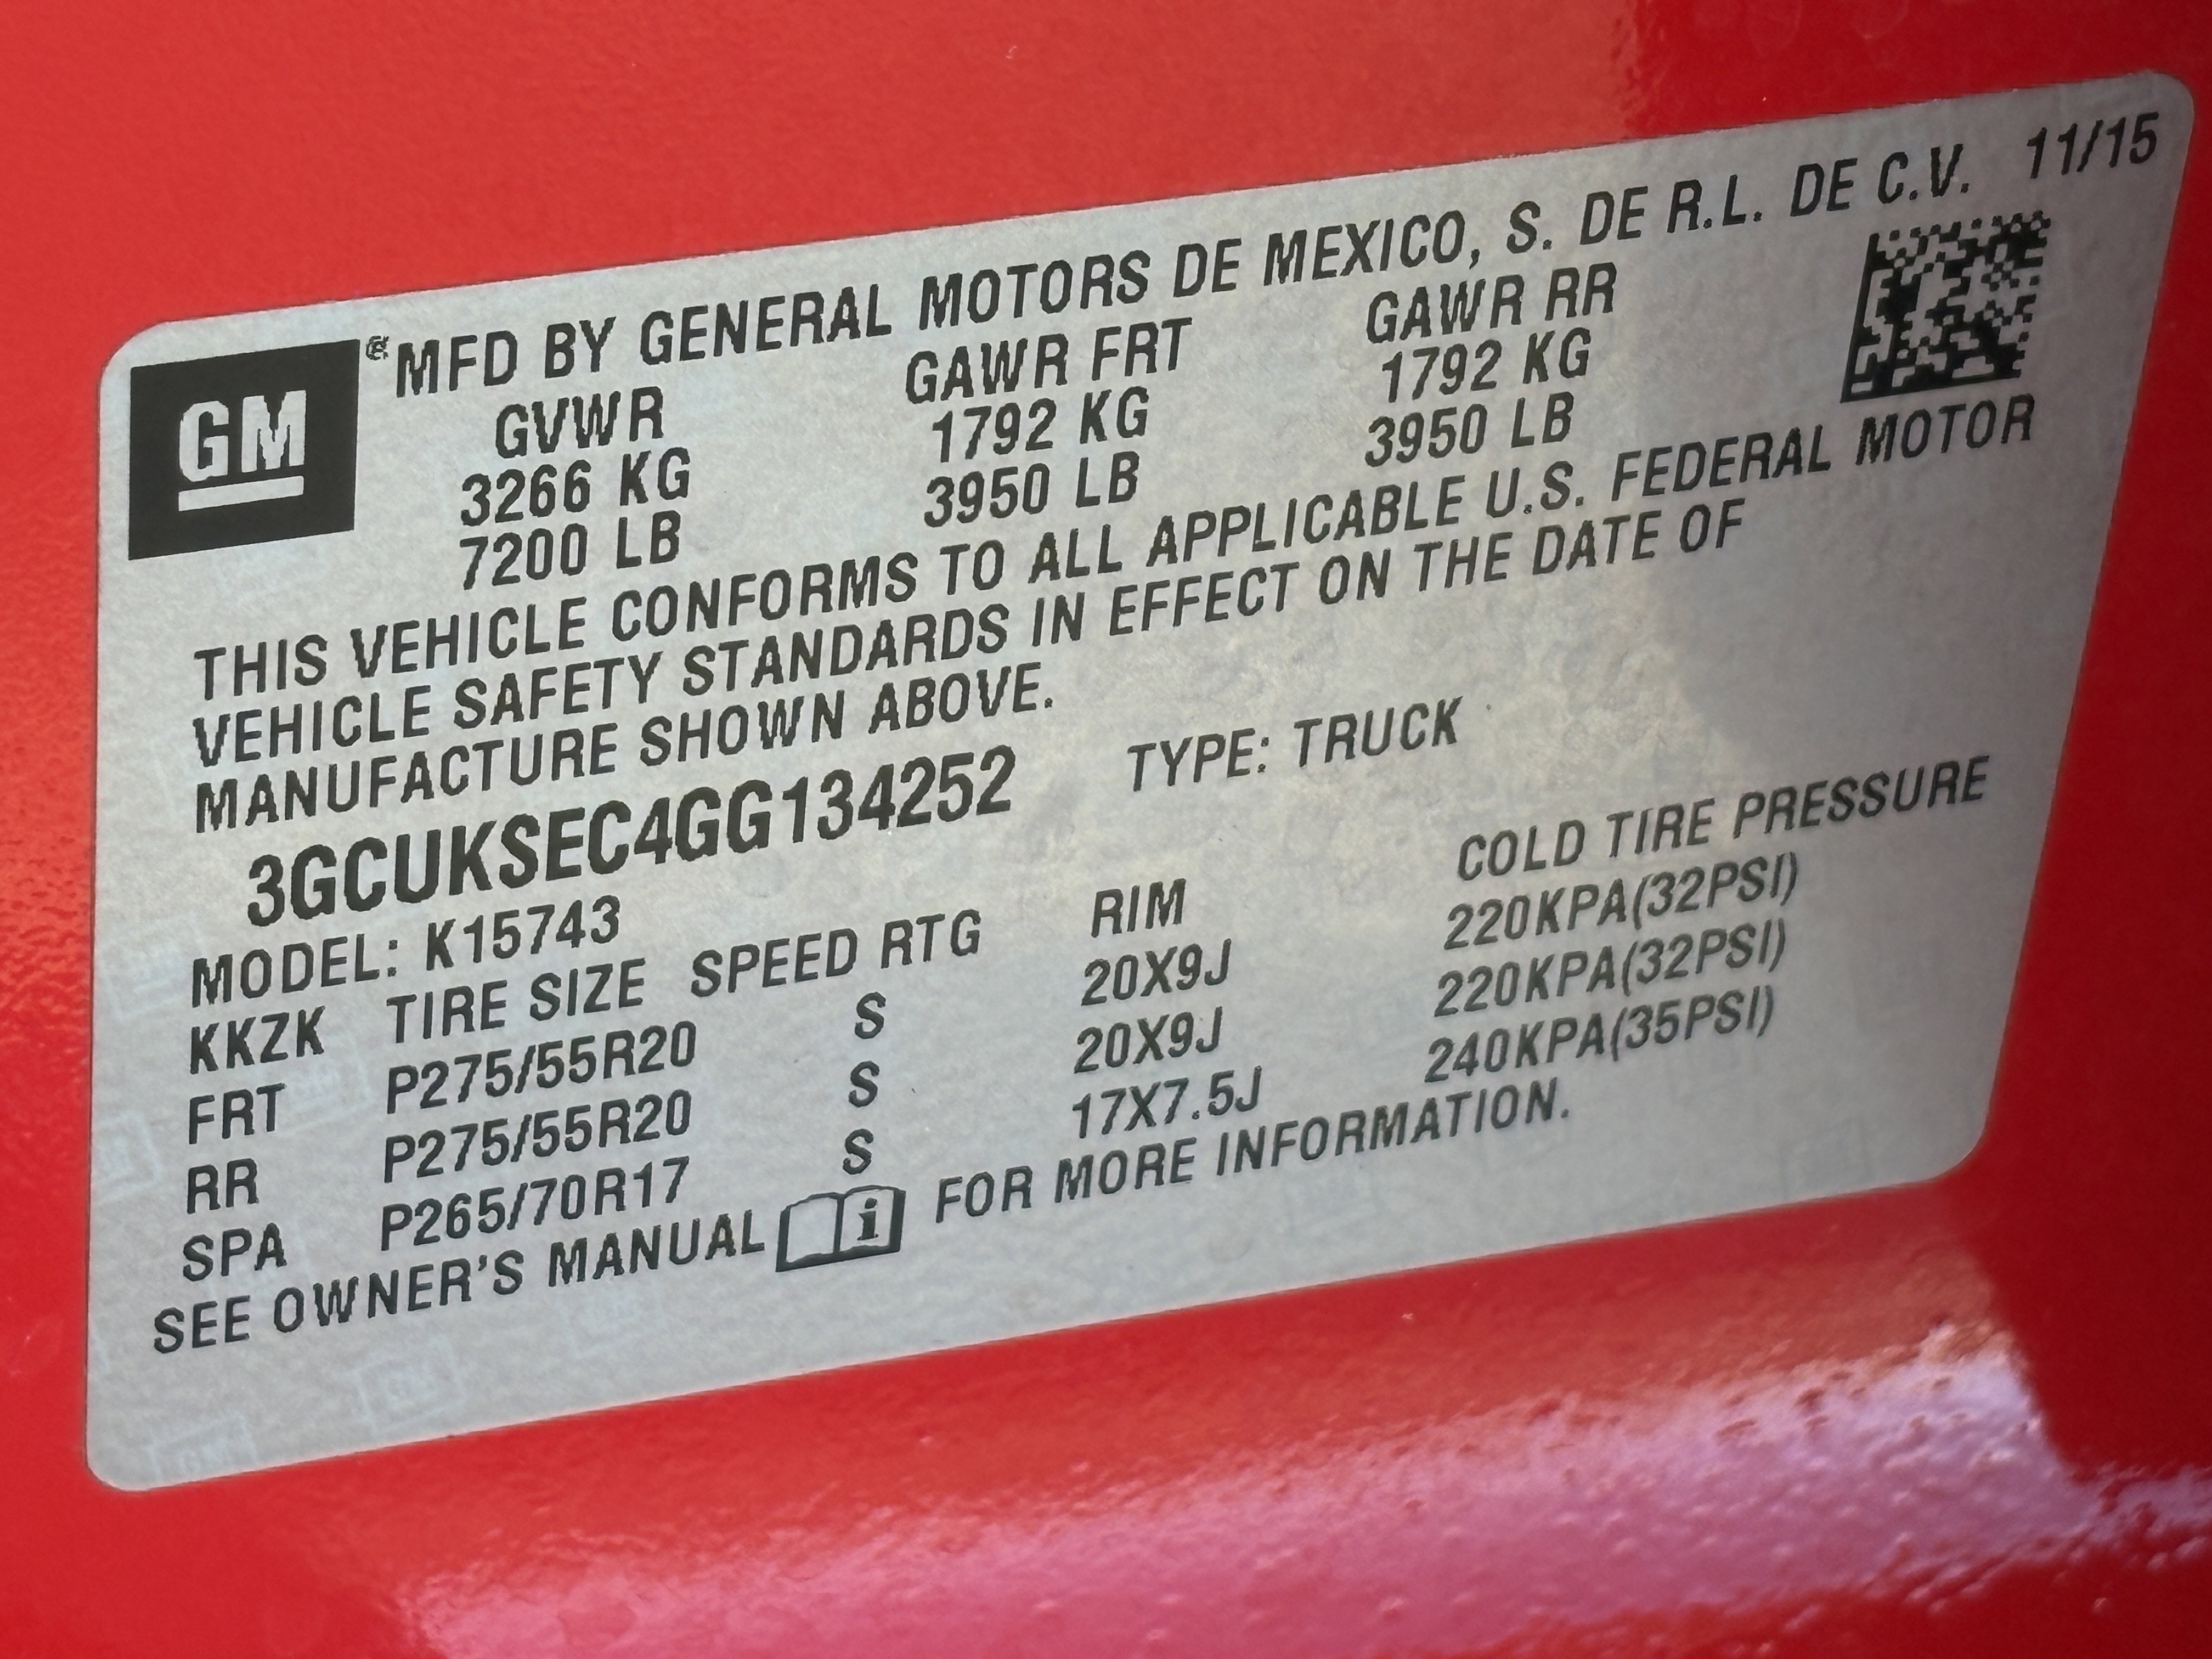 GM
® MFD BY GENERAL MOTORS DE MEXICO, S. DE R.L. DE C.V. 11/15
GVWR GAWR FRT GAWR RR
3266 KG 1792 KG 1792 KG
7200 LB 3950 LB 3950 LB
THIS VEHICLE CONFORMS TO ALL APPLICABLE U.S. FEDERAL MOTOR
VEHICLE SAFETY STANDARDS IN EFFECT ON THE DATE OF
MANUFACTURE SHOWN ABOVE.
3GCUKSEC4GG134252 TYPE: TRUCK
MODEL: K15743
KKZK TIRE SIZE SPEED RTG RIM COLD TIRE PRESSURE
FRT P275/55R20 S 20X9J 220KPA(32PSI)
RR P275/55R20 S 20X9J 220KPA(32PSI)
SPA P265/70R17 S 17X7.5J 240KPA(35PSI)
SEE OWNER'S MANUAL i FOR MORE INFORMATION.